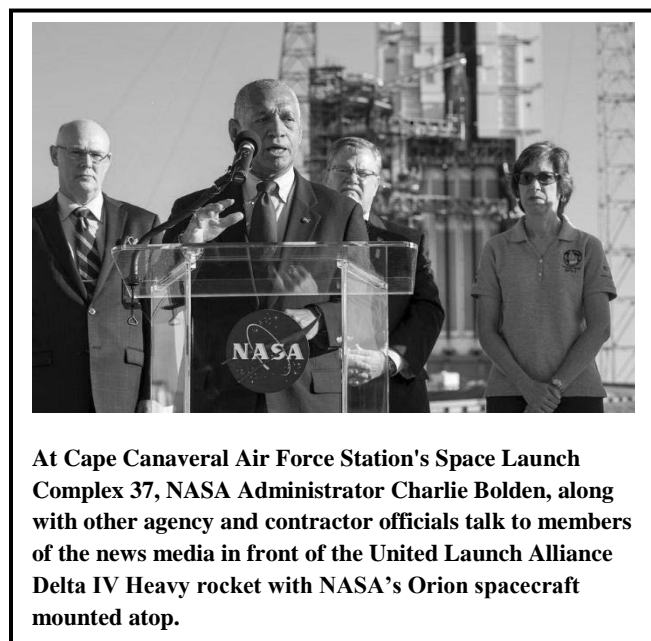 NASA
At Cape Canaveral Air Force Station's Space Launch
Complex 37, NASA Administrator Charlie Bolden, along
with other agency and contractor officials talk to members
of the news media in front of the United Launch Alliance
Delta IV Heavy rocket with NASA’s Orion spacecraft
mounted atop.